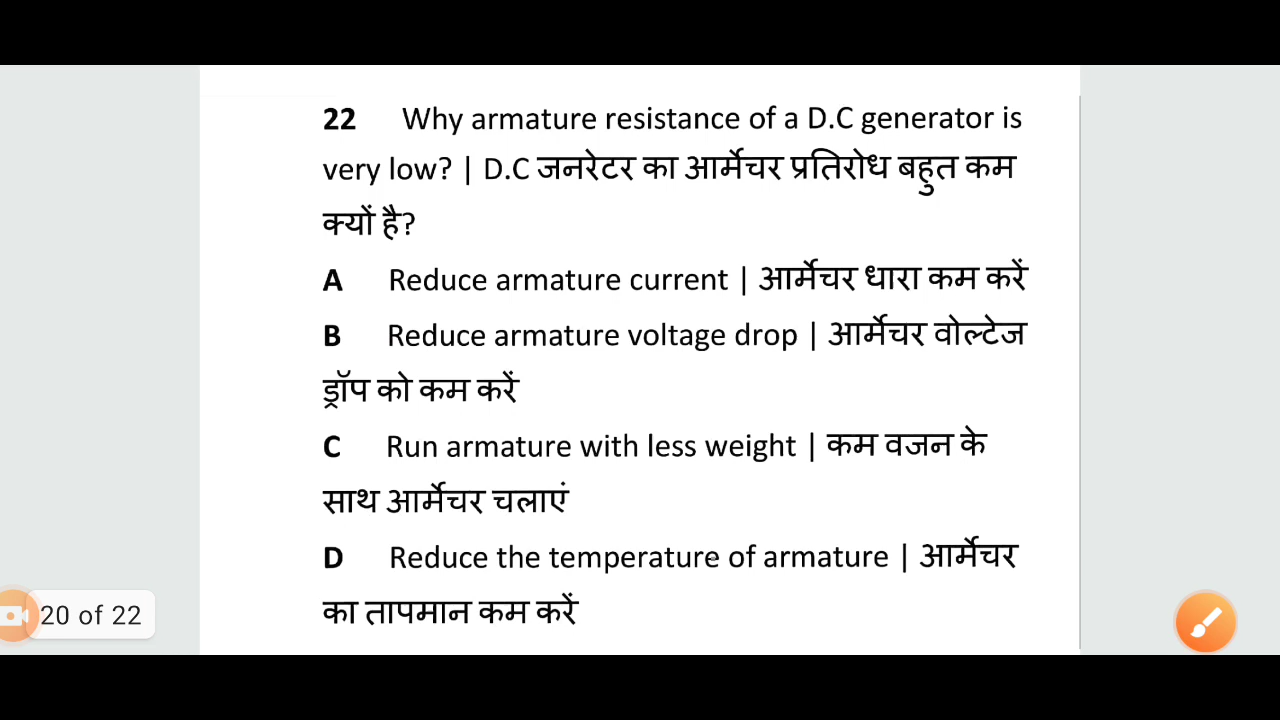 22 Why armature resistance of a D.C generator is
very low? | D.C जनरेटर का आर्मेचर प्रतिरोध बहुत कम
क्यों है?
A Reduce armature current | आर्मेचर धारा कम करें
B Reduce armature voltage drop | आर्मेचर वोल्टेज
ड्रॉप को कम करें
C Run armature with less weight | कम वजन के
साथ आर्मेचर चलाएं
D Reduce the temperature of armature | आर्मेचर
का तापमान कम करें
20 of 22